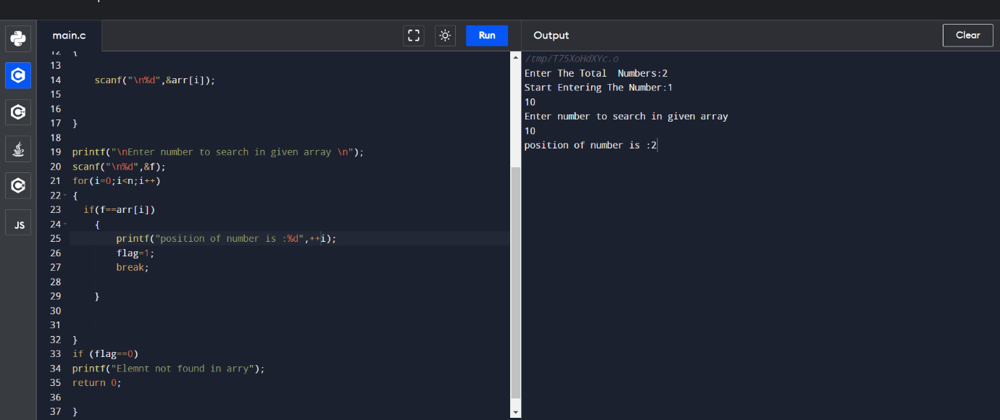 main.c
Run
Output
Clear
JS
12 {
13
14 scanf("\n%d",&arr[i]);
15
16
17 }
18
19 printf("\nEnter number to search in given array \n");
20 scanf("\n%d",&f);
21 for(i=0;i<n;i++)
22 {
23 if(f==arr[i])
24 {
25 printf("position of number is :%d",++i);
26 flag=1;
27 break;
28
29 }
30
31
32 }
33 if (flag==0)
34 printf("Elemnt not found in arry");
35 return 0;
36
37 }
/tmp/T75XoHdXYc.o
Enter The Total  Numbers:2
Start Entering The Number:1
10
Enter number to search in given array
10
position of number is :2